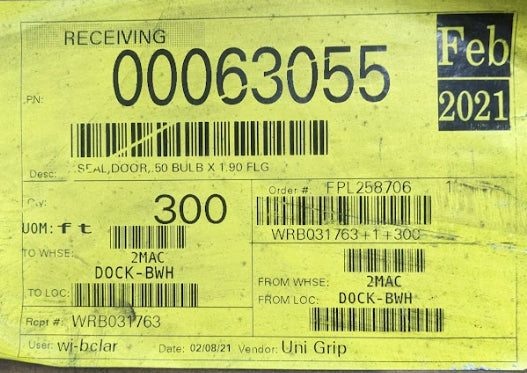 RECEIVING
Feb
2021
PN:
00063055
Desc: SEAL,DOOR,.50 BULB X 1.90 FLG
Qty: 300
UOM: ft
Order #: FPL258706 1
WRB031763+1+300
TO WHSE: 2MAC
DOCK-BWH
TO LOC:
FROM WHSE: 2MAC
FROM LOC: DOCK-BWH
Rcpt #: WRB031763
User: wj-bclar Date: 02/08/21 Vendor: Uni Grip